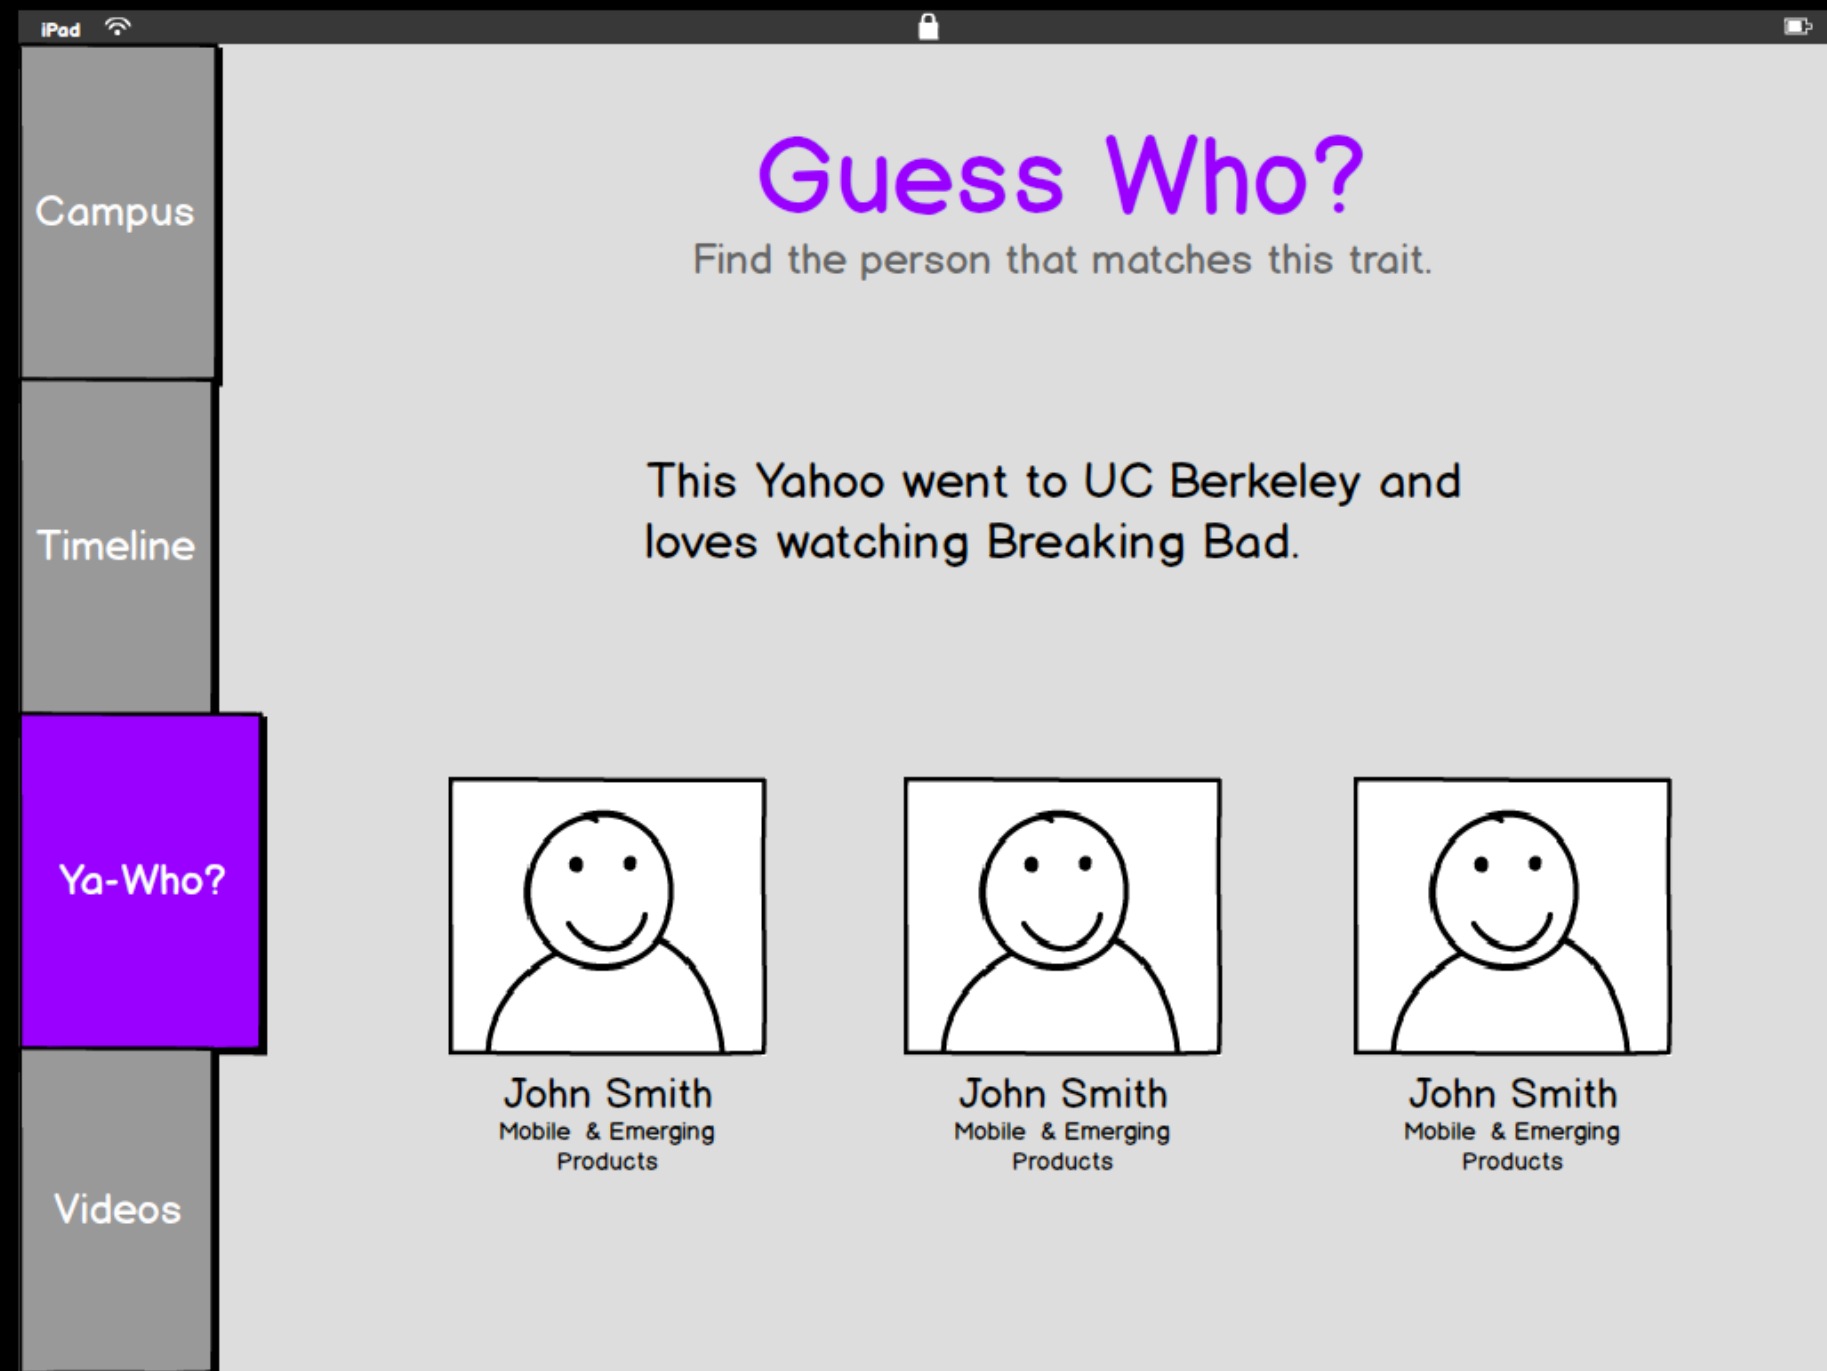 iPad
Campus
Timeline
Ya-Who?
Videos
Guess Who?
Find the person that matches this trait.
This Yahoo went to UC Berkeley and
loves watching Breaking Bad.
John Smith
Mobile & Emerging
Products
John Smith
Mobile & Emerging
Products
John Smith
Mobile & Emerging
Products